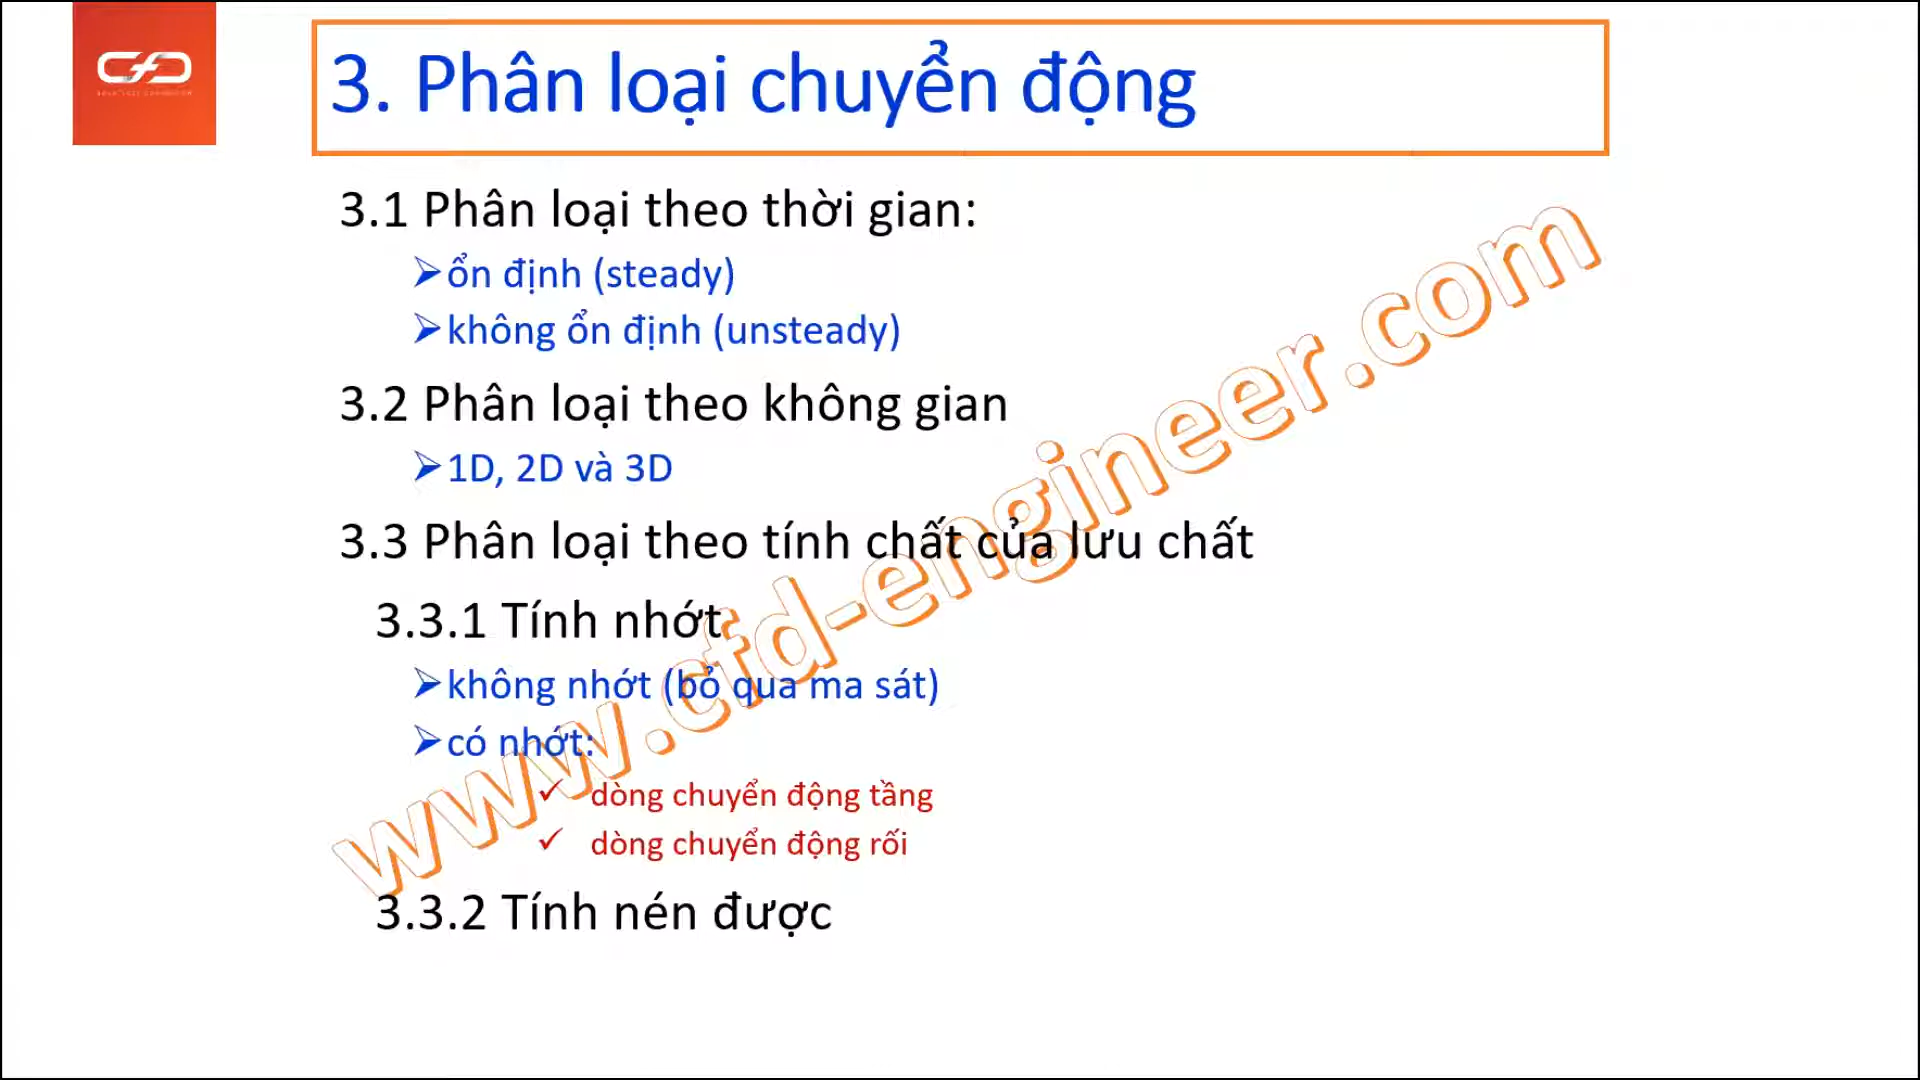 CFD
3. Phân loại chuyển động
3.1 Phân loại theo thời gian:
➢ổn định (steady)
➢không ổn định (unsteady)
3.2 Phân loại theo không gian
➢1D, 2D và 3D
3.3 Phân loại theo tính chất của lưu chất
3.3.1 Tính nhớt
➢không nhớt (bỏ qua ma sát)
➢có nhớt:
✓ dòng chuyển động tầng
✓ dòng chuyển động rối
3.3.2 Tính nén được
www.cfd-engineer.com